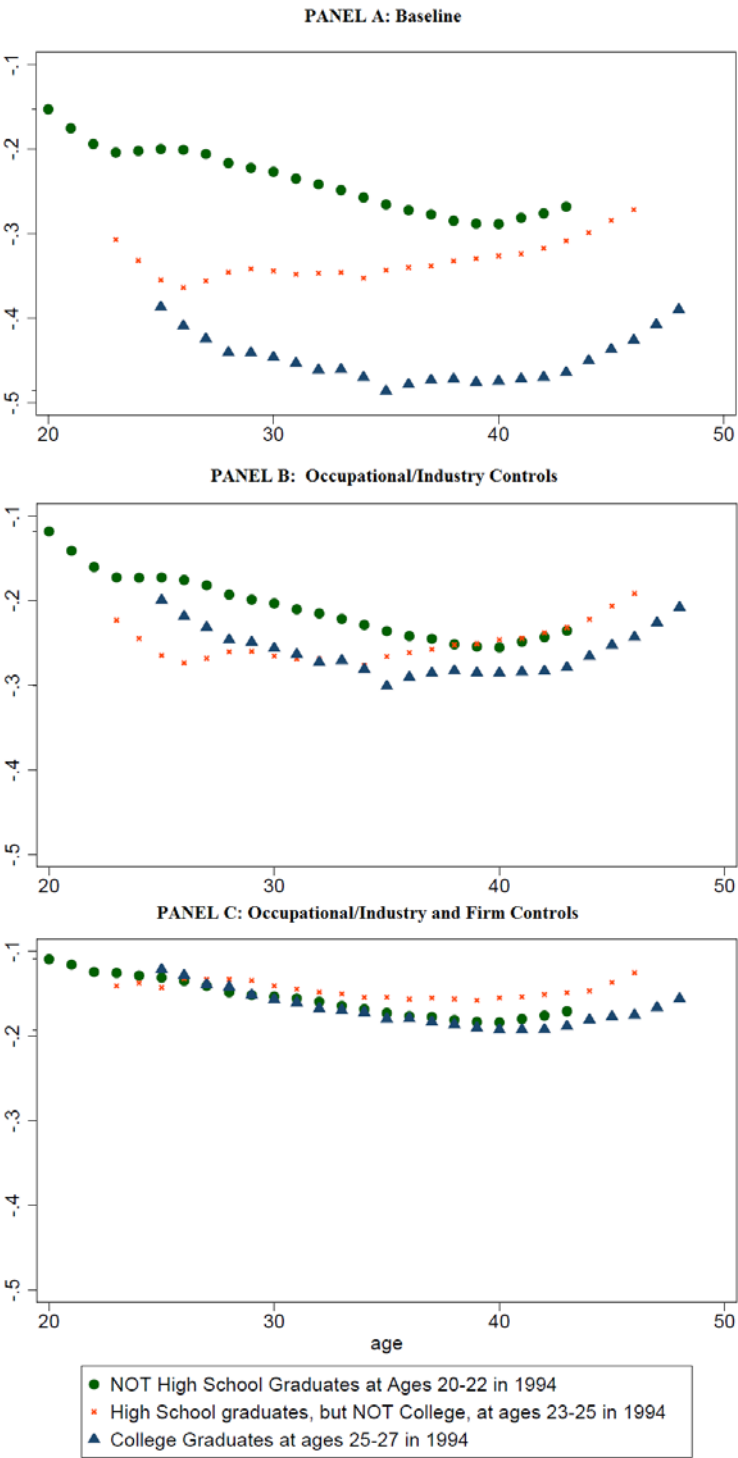 PANEL A: Baseline
-.1
-.2
-.3
-.4
-.5
20 30 40 50
PANEL B: Occupational/Industry Controls
-.1
-.2
-.3
-.4
-.5
20 30 40 50
PANEL C: Occupational/Industry and Firm Controls
-.1
-.2
-.3
-.4
-.5
20 30 40 50
age
NOT High School Graduates at Ages 20-22 in 1994
High School graduates, but NOT College, at ages 23-25 in 1994
College Graduates at ages 25-27 in 1994